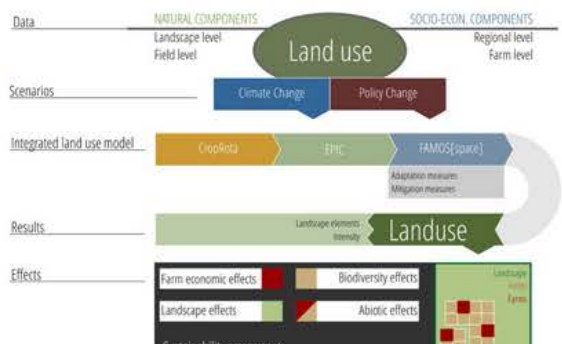 Data
NATURAL COMPONENTS
Landscape level
Field level
Land use
SOCIO-ECON. COMPONENTS
Regional level
Farm level
Scenarios
Climate Change
Policy Change
Integrated land use model
CropRota
EPIC
FAMOS[space]
Adaptation measures
Mitigation measures
Results
Landscape elements
Intensity
Landuse
Effects
Farm economic effects
Biodiversity effects
Landscape effects
Abiotic effects
Landscape
Farms